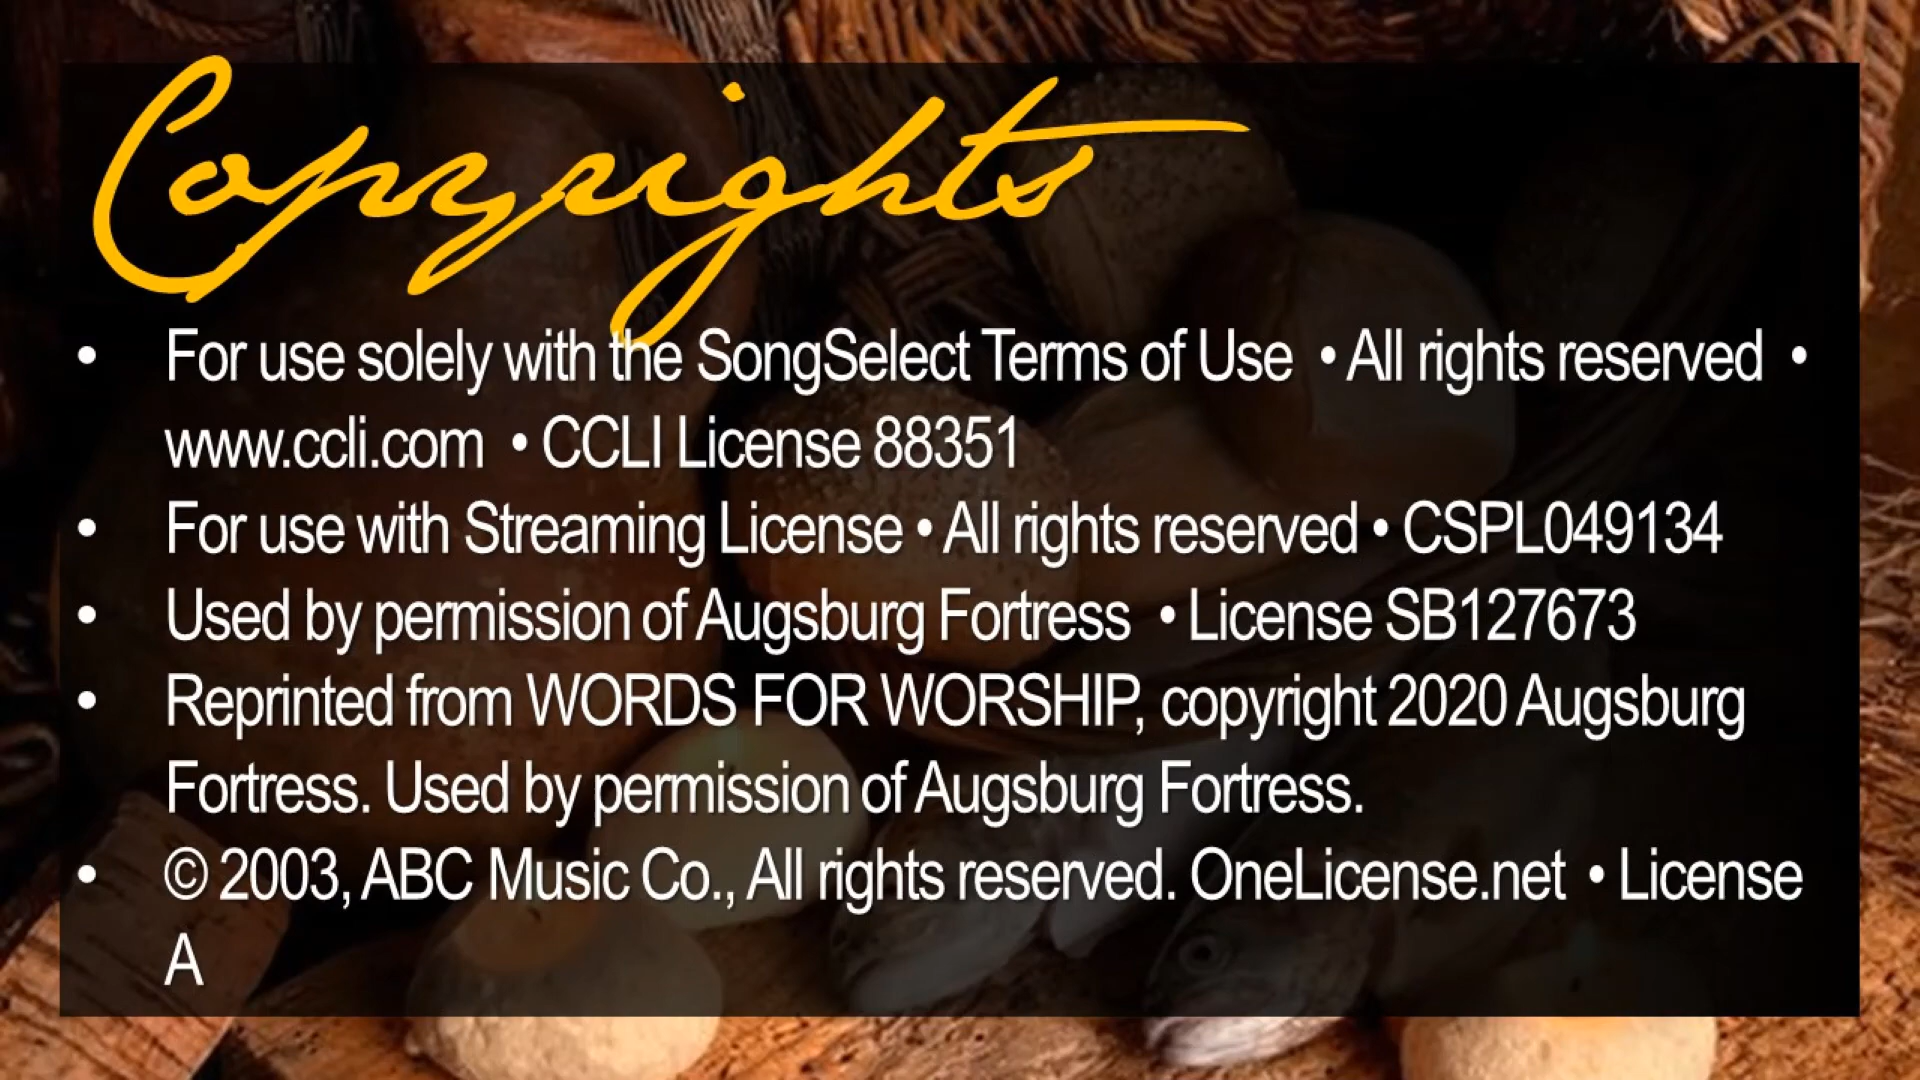 Copyrights
• For use solely with the SongSelect Terms of Use • All rights reserved •
www.ccli.com • CCLI License 88351
• For use with Streaming License • All rights reserved • CSPL049134
• Used by permission of Augsburg Fortress • License SB127673
• Reprinted from WORDS FOR WORSHIP, copyright 2020 Augsburg
Fortress. Used by permission of Augsburg Fortress.
• © 2003, ABC Music Co., All rights reserved. OneLicense.net • License
A